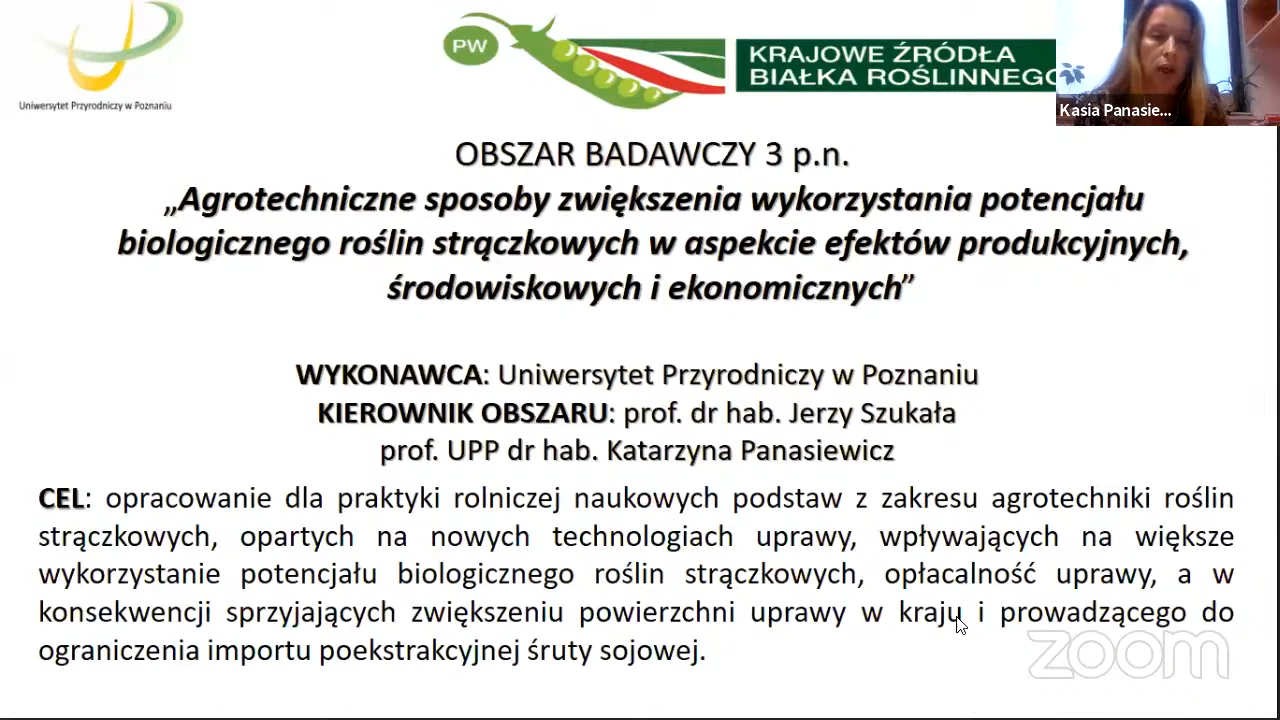 Uniwersytet Przyrodniczy w Poznaniu
PW
KRAJOWE ŹRÓDŁA
BIAŁKA ROŚLINNEGO
Kasia Panasie...
OBSZAR BADAWCZY 3 p.n.
„Agrotechniczne sposoby zwiększenia wykorzystania potencjału
biologicznego roślin strączkowych w aspekcie efektów produkcyjnych,
środowiskowych i ekonomicznych”
WYKONAWCA: Uniwersytet Przyrodniczy w Poznaniu
KIEROWNIK OBSZARU: prof. dr hab. Jerzy Szukała
prof. UPP dr hab. Katarzyna Panasiewicz
CEL: opracowanie dla praktyki rolniczej naukowych podstaw z zakresu agrotechniki roślin
strączkowych, opartych na nowych technologiach uprawy, wpływających na większe
wykorzystanie potencjału biologicznego roślin strączkowych, opłacalność uprawy, a w
konsekwencji sprzyjających zwiększeniu powierzchni uprawy w kraju i prowadzącego do
ograniczenia importu poekstrakcyjnej śruty sojowej.
zoom